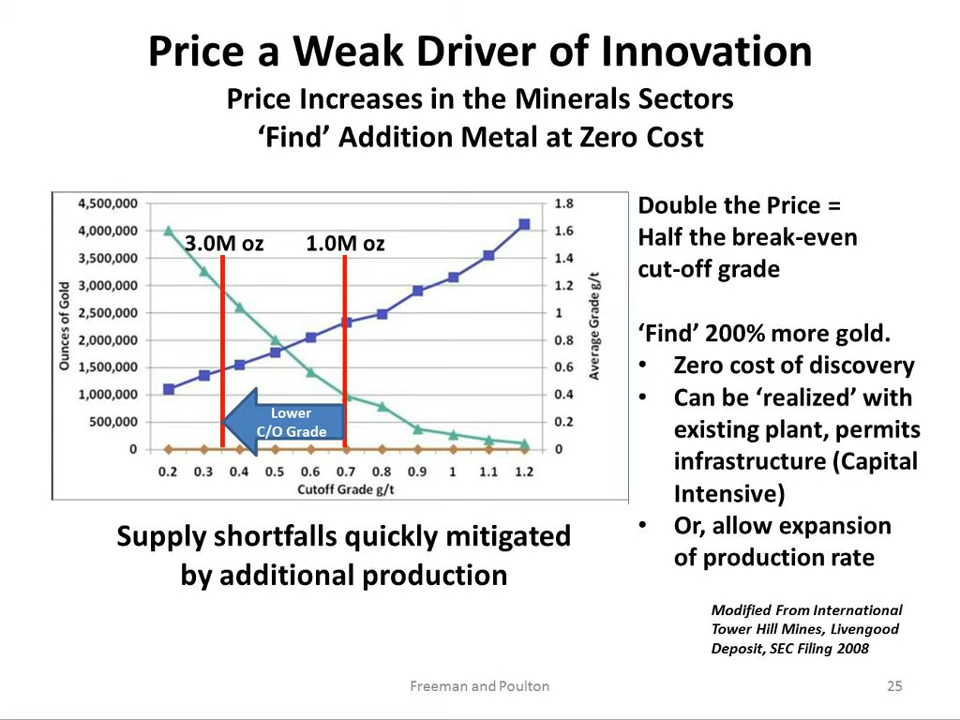 Price a Weak Driver of Innovation
Price Increases in the Minerals Sectors
‘Find’ Addition Metal at Zero Cost
4,500,000
4,000,000
3,500,000
3,000,000
2,500,000
2,000,000
1,500,000
1,000,000
500,000
0
Ounces of Gold
3.0M oz
1.0M oz
Lower
C/O Grade
1.8
1.6
1.4
1.2
1
0.8
0.6
0.4
0.2
0
Average Grade g/t
0.2 0.3 0.4 0.5 0.6 0.7 0.8 0.9 1 1.1 1.2
Cutoff Grade g/t
Supply shortfalls quickly mitigated
by additional production
Double the Price =
Half the break-even
cut-off grade
‘Find’ 200% more gold.
• Zero cost of discovery
• Can be ‘realized’ with
existing plant, permits
infrastructure (Capital
Intensive)
• Or, allow expansion
of production rate
Modified From International
Tower Hill Mines, Livengood
Deposit, SEC Filing 2008
Freeman and Poulton
25